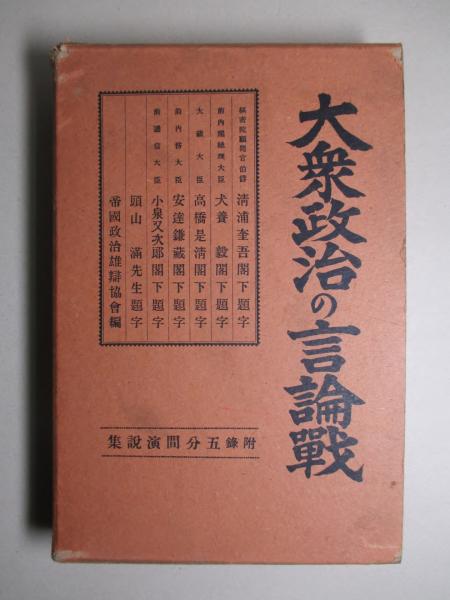 大衆政治の言論戰
樞密院顧問官伯爵 清浦奎吾閣下題字
前內閣總理大臣 犬養毅閣下題字
大藏大臣 高橋是清閣下題字
前內務大臣 安達鎌藏閣下題字
前遞信大臣 小泉又次郎閣下題字
頭山滿先生題字
帝國政治雄辯協會編
附錄五分間演說集